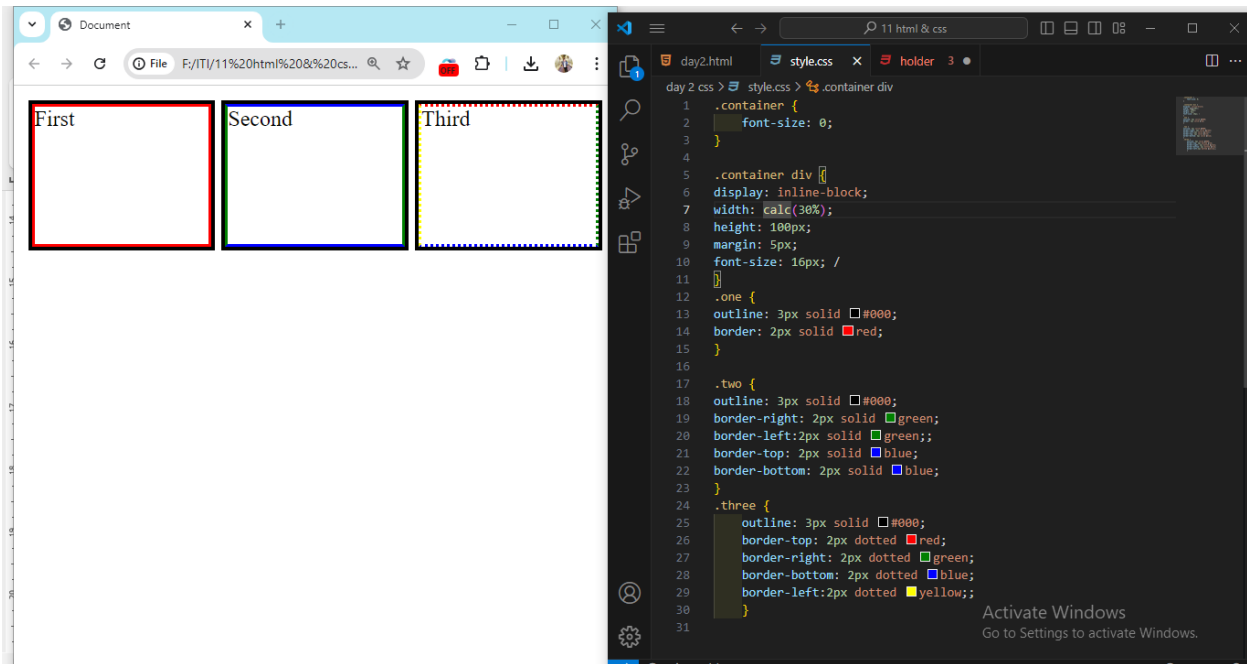 Document
File F:/ITI/11%20html%20&%20cs...
OFF
First Second Third
11 html & css
1
day2.html style.css holder 3
day 2 css > style.css > .container div
1 .container {
2 font-size: 0;
3 }
4
5 .container div {
6 display: inline-block;
7 width: calc(30%);
8 height: 100px;
9 margin: 5px;
10 font-size: 16px; /
11 }
12 .one {
13 outline: 3px solid #000;
14 border: 2px solid red;
15 }
16
17 .two {
18 outline: 3px solid #000;
19 border-right: 2px solid green;
20 border-left:2px solid green;;
21 border-top: 2px solid blue;
22 border-bottom: 2px solid blue;
23 }
24 .three {
25 outline: 3px solid #000;
26 border-top: 2px dotted red;
27 border-right: 2px dotted green;
28 border-bottom: 2px dotted blue;
29 border-left:2px dotted yellow;;
30 }
31
Activate Windows
Go to Settings to activate Windows.